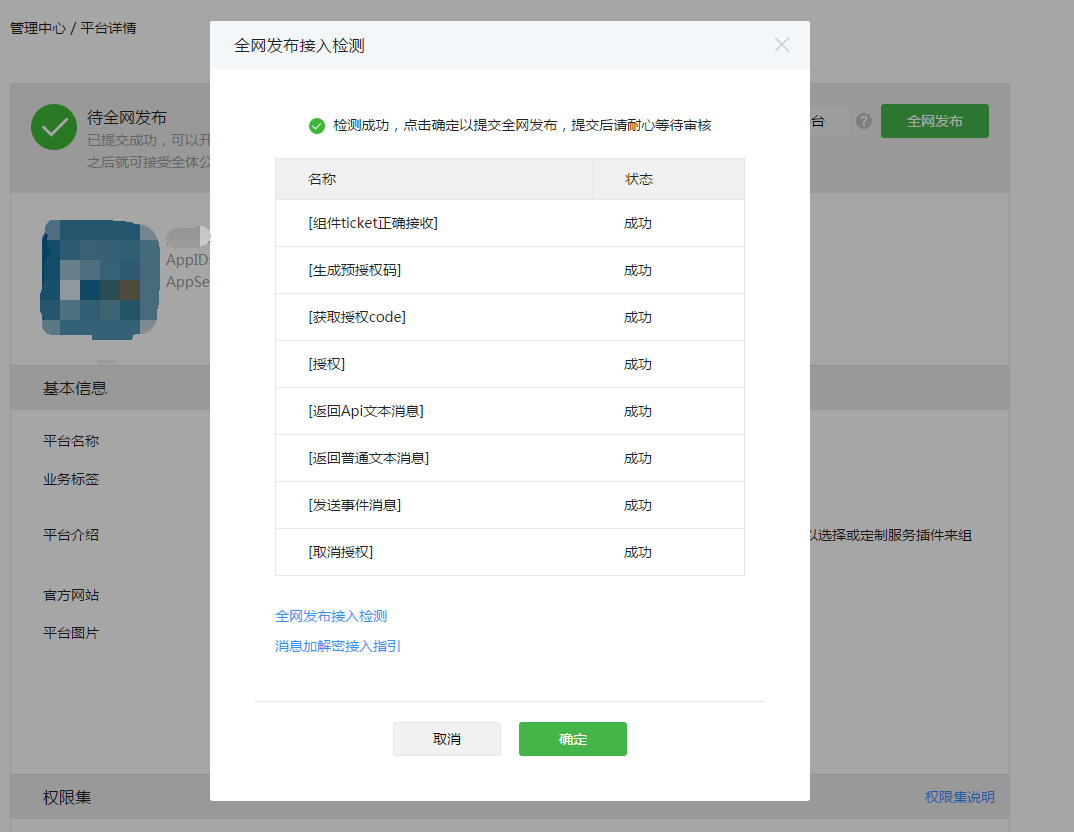 管理中心 / 平台详情
全网发布接入检测
待全网发布
已提交成功，可以开
之后就可接受全体公
台
?
全网发布
检测成功，点击确定以提交全网发布，提交后请耐心等待审核
名称 状态
[组件ticket正确接收] 成功
[生成预授权码] 成功
[获取授权code] 成功
[授权] 成功
[返回Api文本消息] 成功
[返回普通文本消息] 成功
[发送事件消息] 成功
[取消授权] 成功
全网发布接入检测
消息加解密接入指引
取消 确定
AppID:
AppSe
基本信息
平台名称
业务标签
平台介绍
以选择或定制服务插件来组
官方网站
平台图片
权限集
权限集说明